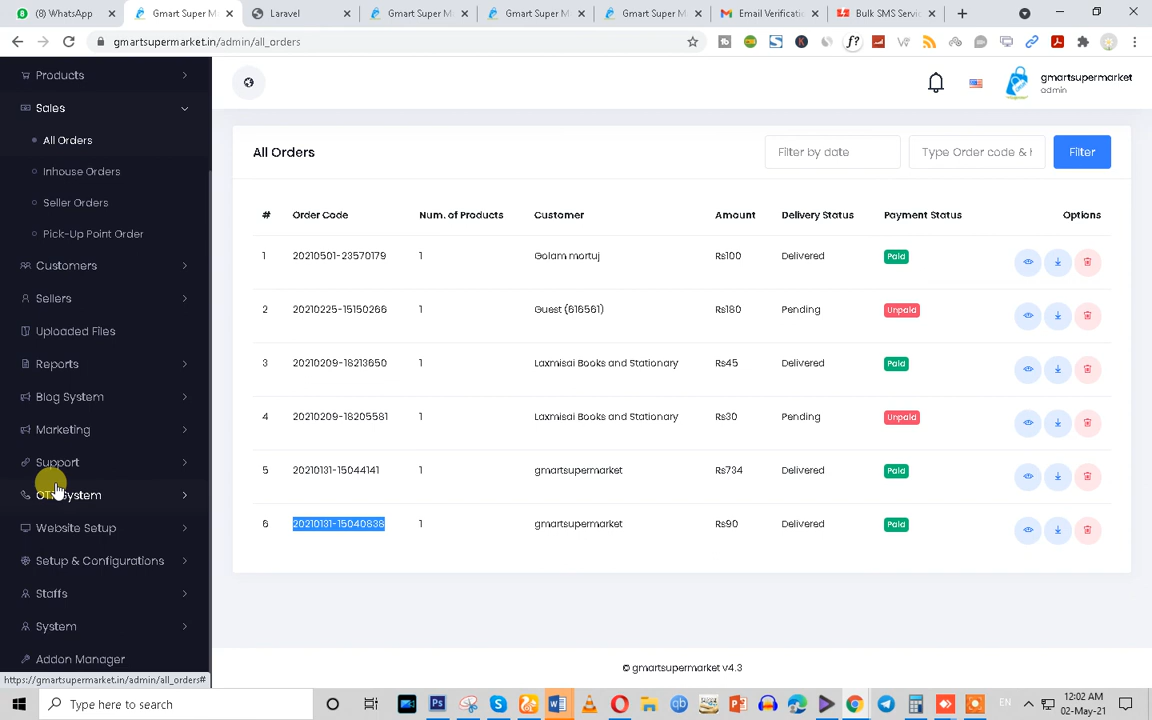 (8) WhatsApp
Gmart Super M
Laravel
Gmart Super M
Gmart Super M
Gmart Super M
Email Verificati
Bulk SMS Servic
gmartsupermarket.in/admin/all_orders
Products
Sales
All Orders
Inhouse Orders
Seller Orders
Pick-Up Point Order
Customers
Sellers
Uploaded Files
Reports
Blog System
Marketing
Support
OTP System
Website Setup
Setup & Configurations
Staffs
System
Addon Manager
https://gmartsupermarket.in/admin/all_orders#
gmartsupermarket
admin
All Orders
Filter by date
Type Order code & h
Filter
# Order Code Num. of Products Customer Amount Delivery Status Payment Status Options
1 20210501-23570179 1 Golam mortuj Rs100 Delivered Paid
2 20210225-15150266 1 Guest (616561) Rs180 Pending Unpaid
3 20210209-18213650 1 Laxmisai Books and Stationary Rs45 Delivered Paid
4 20210209-18205581 1 Laxmisai Books and Stationary Rs30 Pending Unpaid
5 20210131-15044141 1 gmartsupermarket Rs734 Delivered Paid
6 20210131-15040838 1 gmartsupermarket Rs90 Delivered Paid
© gmartsupermarket v4.3
Type here to search
EN
12:02 AM
02-May-21